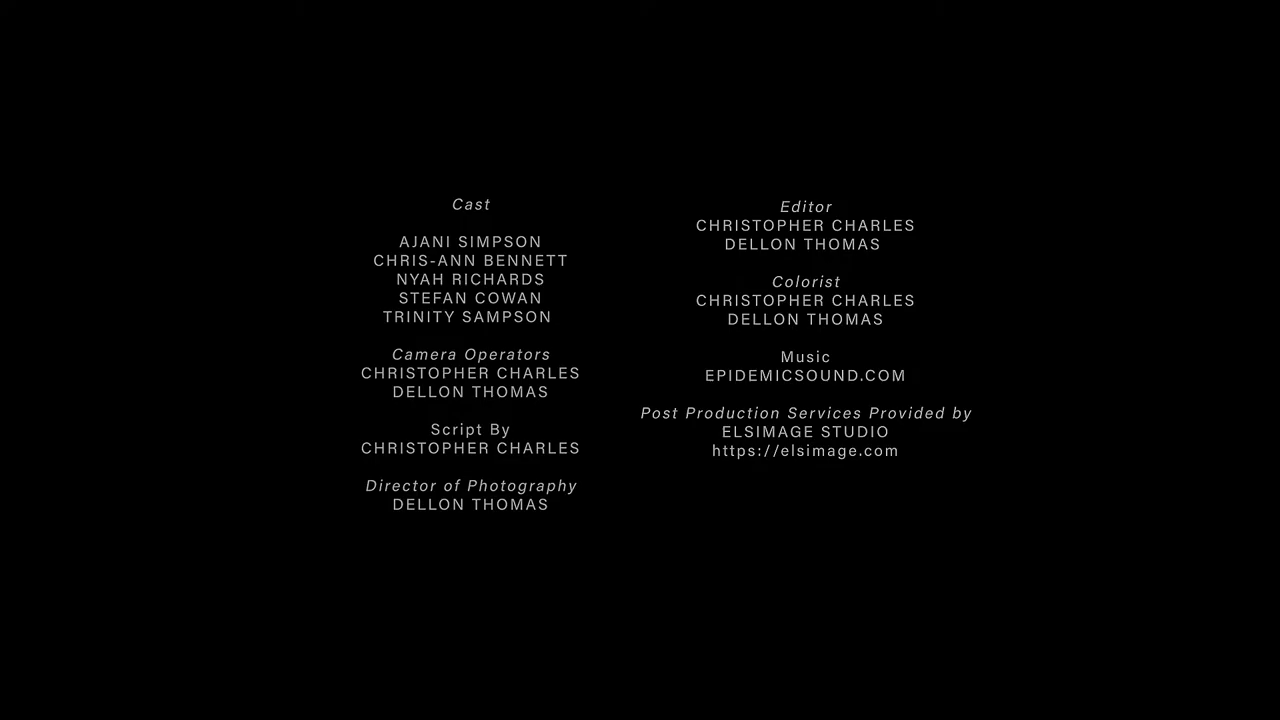 Cast
AJANI SIMPSON
CHRIS-ANN BENNETT
NYAH RICHARDS
STEFAN COWAN
TRINITY SAMPSON
Camera Operators
CHRISTOPHER CHARLES
DELLON THOMAS
Script By
CHRISTOPHER CHARLES
Director of Photography
DELLON THOMAS
Editor
CHRISTOPHER CHARLES
DELLON THOMAS
Colorist
CHRISTOPHER CHARLES
DELLON THOMAS
Music
EPIDEMICSOUND.COM
Post Production Services Provided by
ELSIMAGE STUDIO
https://elsimage.com